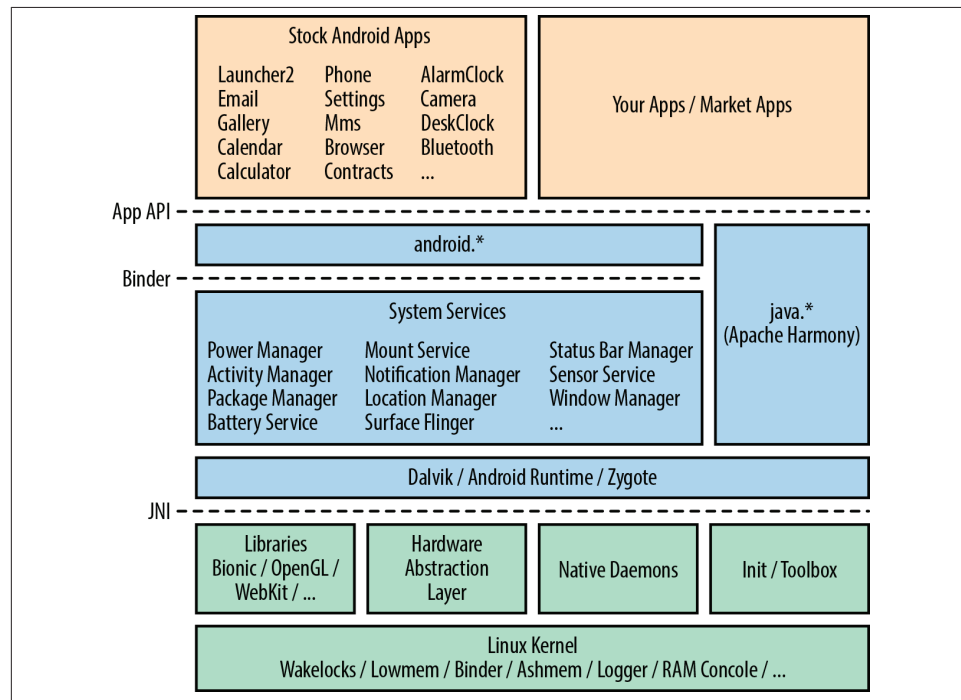 Stock Android Apps
Launcher2 Phone AlarmClock
Email Settings Camera
Gallery Mms DeskClock
Calendar Browser Bluetooth
Calculator Contracts ...
Your Apps / Market Apps
App API
android.*
Binder
System Services
Power Manager Mount Service Status Bar Manager
Activity Manager Notification Manager Sensor Service
Package Manager Location Manager Window Manager
Battery Service Surface Flinger ...
java.*
(Apache Harmony)
Dalvik / Android Runtime / Zygote
JNI
Libraries
Bionic / OpenGL /
WebKit / ...
Hardware
Abstraction
Layer
Native Daemons
Init / Toolbox
Linux Kernel
Wakelocks / Lowmem / Binder / Ashmem / Logger / RAM Concole / ...